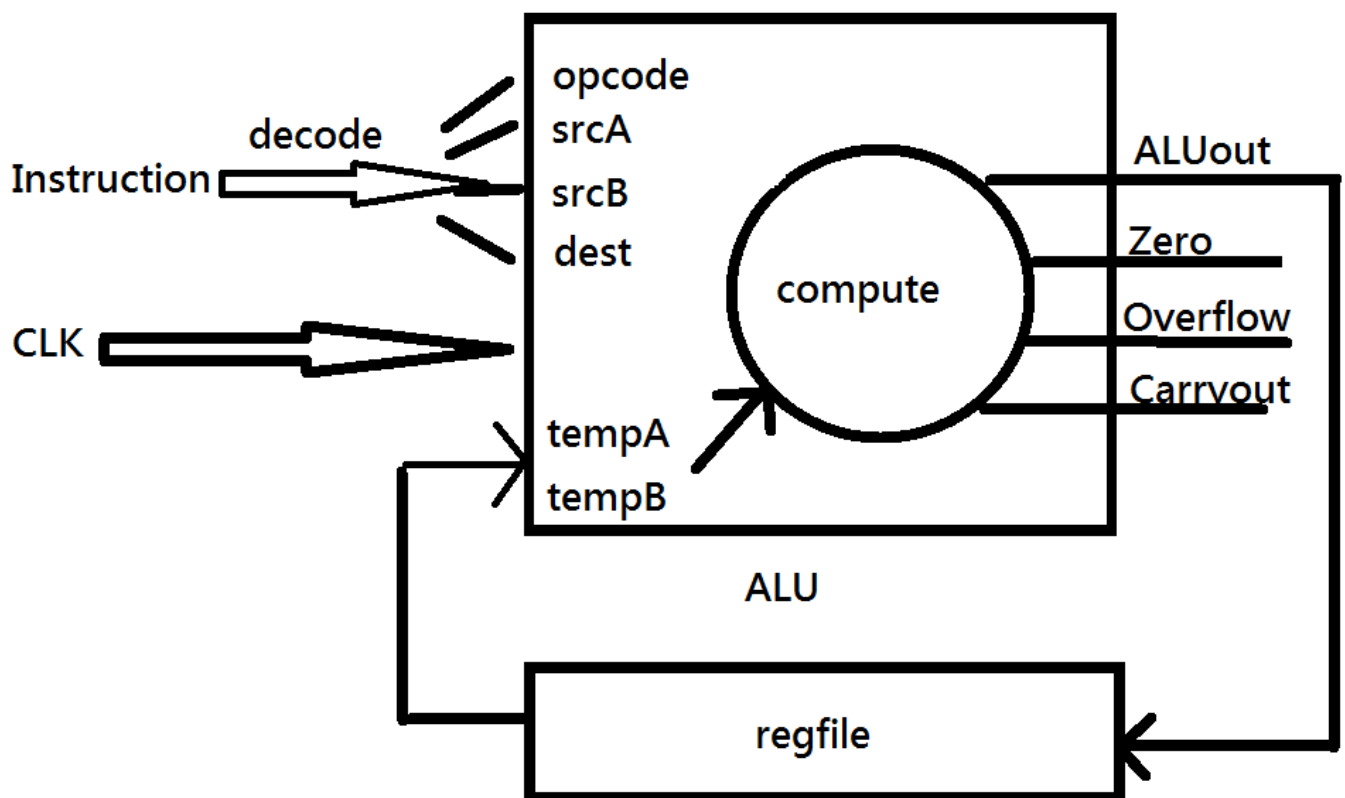 opcode
decode
srcA
Instruction
srcB
dest
CLK
tempA
tempB
compute
ALUout
Zero
Overflow
Carryout
ALU
regfile